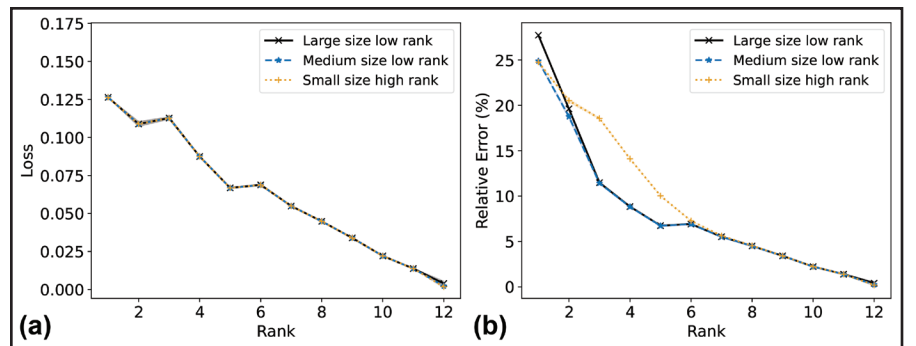 0.175
0.150
0.125
0.100
0.075
0.050
0.025
0.000
Loss
2 4 6 8 10 12
Rank
Large size low rank
Medium size low rank
Small size high rank
(a)
25
20
15
10
5
0
Relative Error (%)
2 4 6 8 10 12
Rank
Large size low rank
Medium size low rank
Small size high rank
(b)